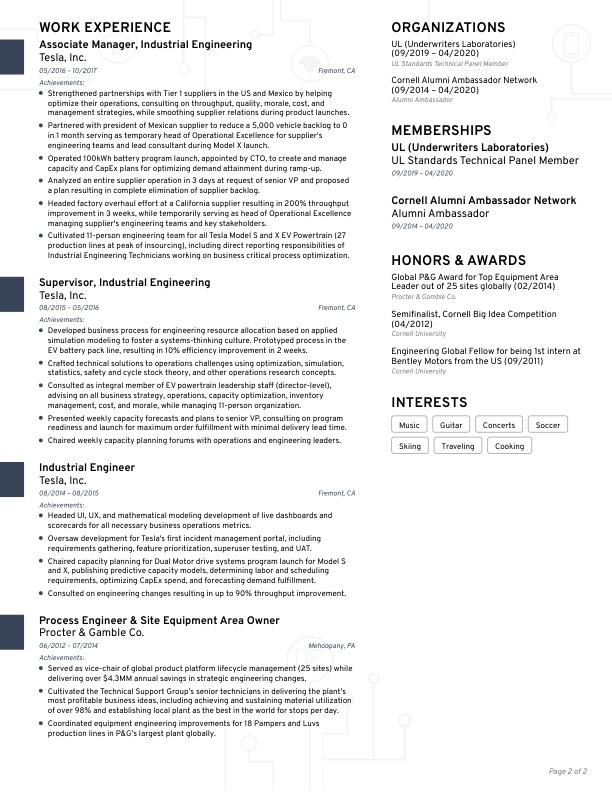 WORK EXPERIENCE
Associate Manager, Industrial Engineering
Tesla, Inc.
05/2016 – 10/2017 Fremont, CA
Achievements:
Strengthened partnerships with Tier 1 suppliers in the US and Mexico by helping
optimize their operations, consulting on throughput, quality, morale, cost, and
management strategies, while smoothing supplier relations during product launches.
Partnered with president of Mexican supplier to reduce a 5,000 vehicle backlog to 0
in 1 month serving as temporary head of Operational Excellence for supplier's
engineering teams and lead consultant during Model X launch.
Operated 100kWh battery program launch, appointed by CTO, to create and manage
capacity and CapEx plans for optimizing demand attainment during ramp-up.
Analyzed an entire supplier operation in 3 days at request of senior VP and proposed
a plan resulting in complete elimination of supplier backlog.
Headed factory overhaul effort at a California supplier resulting in 200% throughput
improvement in 3 weeks, while temporarily serving as head of Operational Excellence
managing supplier's engineering teams and key stakeholders.
Cultivated 11-person engineering team for all Tesla Model S and X EV Powertrain (27
production lines at peak of insourcing), including direct reporting responsibilities of
Industrial Engineering Technicians working on business critical process optimization.
Supervisor, Industrial Engineering
Tesla, Inc.
08/2015 – 05/2016 Fremont, CA
Achievements:
Developed business process for engineering resource allocation based on applied
simulation modeling to foster a systems-thinking culture. Prototyped process in the
EV battery pack line, resulting in 10% efficiency improvement in 2 weeks.
Crafted technical solutions to operations challenges using optimization, simulation,
statistics, safety and cycle stock theory, and other operations research concepts.
Consulted as integral member of EV powertrain leadership staff (director-level),
advising on all business strategy, operations, capacity optimization, inventory
management, cost, and morale, while managing 11-person organization.
Presented weekly capacity forecasts and plans to senior VP, consulting on program
readiness and launch for maximum order fulfillment with minimal delivery lead time.
Chaired weekly capacity planning forums with operations and engineering leaders.
Industrial Engineer
Tesla, Inc.
08/2014 – 08/2015 Fremont, CA
Achievements:
Headed UI, UX, and mathematical modeling development of live dashboards and
scorecards for all necessary business operations metrics.
Oversaw development for Tesla's first incident management portal, including
requirements gathering, feature prioritization, superuser testing, and UAT.
Chaired capacity planning for Dual Motor drive systems program launch for Model S
and X, publishing predictive capacity models, determining labor and scheduling
requirements, optimizing CapEx spend, and forecasting demand fulfillment.
Consulted on engineering changes resulting in up to 90% throughput improvement.
Process Engineer & Site Equipment Area Owner
Procter & Gamble Co.
06/2012 – 07/2014 Mehoopany, PA
Achievements:
Served as vice-chair of global product platform lifecycle management (25 sites) while
delivering over $4.3MM annual savings in strategic engineering changes.
Cultivated the Technical Support Group's senior technicians in delivering the plant's
most profitable business ideas, including achieving and sustaining material utilization
of over 98% and establishing local plant as the best in the world for stops per day.
Coordinated equipment engineering improvements for 18 Pampers and Luvs
production lines in P&G's largest plant globally.
ORGANIZATIONS
UL (Underwriters Laboratories)
(09/2019 – 04/2020)
UL Standards Technical Panel Member
Cornell Alumni Ambassador Network
(09/2014 – 04/2020)
Alumni Ambassador
MEMBERSHIPS
UL (Underwriters Laboratories)
UL Standards Technical Panel Member
09/2019 – 04/2020
Cornell Alumni Ambassador Network
Alumni Ambassador
09/2014 – 04/2020
HONORS & AWARDS
Global P&G Award for Top Equipment Area
Leader out of 25 sites globally (02/2014)
Procter & Gamble Co.
Semifinalist, Cornell Big Idea Competition
(04/2012)
Cornell University
Engineering Global Fellow for being 1st intern at
Bentley Motors from the US (09/2011)
Cornell University
INTERESTS
Music Guitar Concerts Soccer
Skiing Traveling Cooking
Page 2 of 2